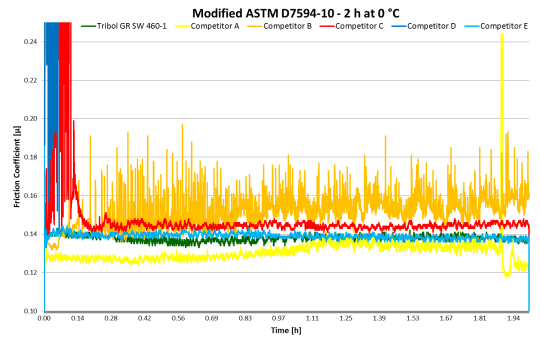 Modified ASTM D7594-10 - 2 h at 0 °C
Tribol GR SW 460-1 Competitor A Competitor B Competitor C Competitor D Competitor E
Friction Coefficient [µ]
0.24
0.22
0.20
0.18
0.16
0.14
0.12
0.10
0.00 0.14 0.28 0.42 0.56 0.69 0.83 0.97 1.11 1.25 1.39 1.53 1.67 1.81 1.94
Time [h]